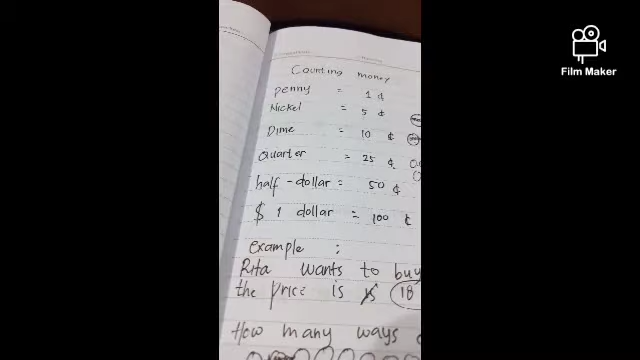 Counting money
penny = 1 ¢
Nickel = 5 ¢
Dime = 10 ¢
Quarter = 25 ¢
half-dollar = 50 ¢
$ 1 dollar = 100 ¢
example :
Rita wants to buy
the price is 18
How many ways
Film Maker